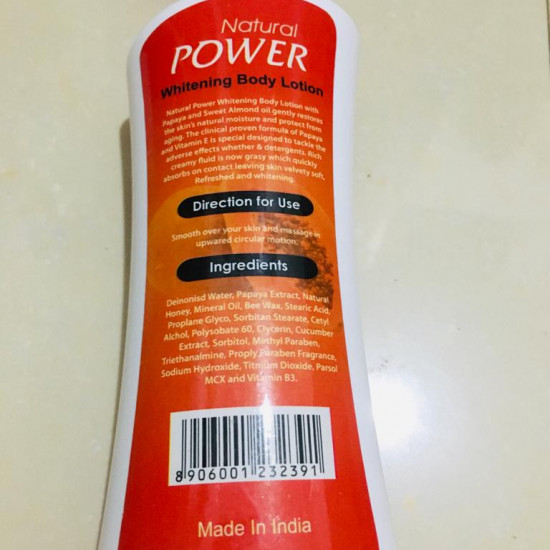 Natural
POWER
Whitening Body Lotion
Natural Power Whitening Body Lotion with
Papaya and Sweet Almond oil gently restores
the skin's natural moisture and protect from
aging. The clinical proven formula of Papaya
and Vitamin E is special designed to tackle the
adverse effects whether & detergents. Rich
creamy fluid is now grasy which quickly
absorbs on contact leaving skin velvety soft,
Refreshed and whitening.
Direction for Use
Smooth over your skin and massage in
upwared circular motion.
Ingredients
Deinonisd Water, Papaya Extract, Natural
Honey, Mineral Oil, Bee Wax, Stearic Acid,
Proplane Glyco, Sorbitan Stearate, Cetyl
Alchol, Polysobate 60, Glycerin, Cucumber
Extract, Sorbitol, Methyl Paraben,
Triethanalmine, Proply Paraben Fragrance,
Sodium Hydroxide, Titmium Dioxide, Parsol
MCX and Vitamin B3.
8 906001 232391
Made In India